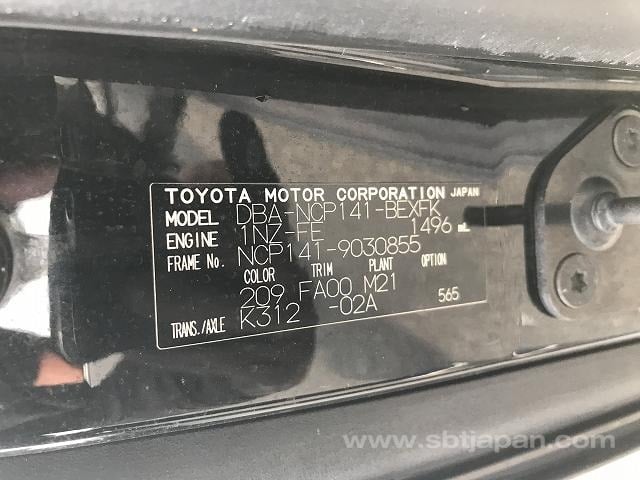 TOYOTA MOTOR CORPORATION JAPAN
MODEL DBA-NCP141-BEXFK
ENGINE 1NZ-FE 1496 mL
FRAME No. NCP141-9030855
COLOR TRIM PLANT OPTION
209 FA00 M21
TRANS./AXLE K312 -02A 565
www.sbtjapan.com